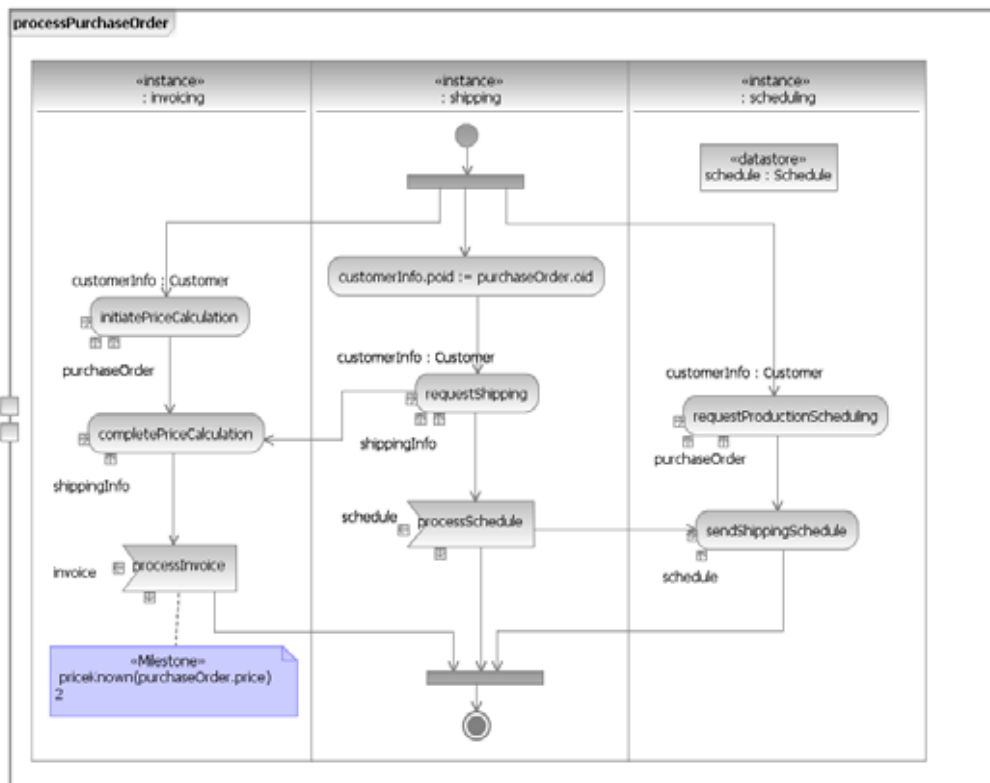 processPurchaseOrder
«instance»
: invoicing
«instance»
: shipping
«instance»
: scheduling
«datastore»
schedule : Schedule
customerInfo : Customer
initiatePriceCalculation
purchaseOrder
completePriceCalculation
shippingInfo
invoice
processInvoice
«Milestone»
priceKnown(purchaseOrder.price)
2
customerInfo.poid := purchaseOrder.oid
customerInfo : Customer
requestShipping
shippingInfo
schedule
processSchedule
customerInfo : Customer
requestProductionScheduling
purchaseOrder
sendShippingSchedule
schedule